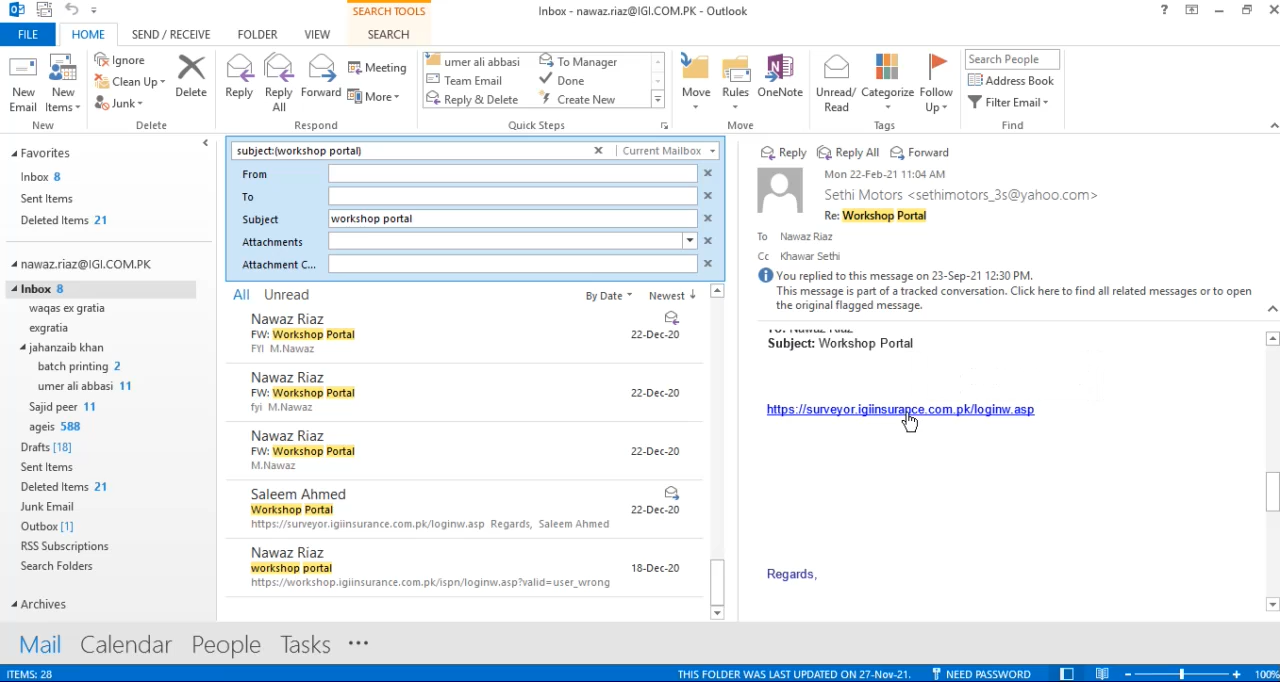 Inbox - nawaz.riaz@IGI.COM.PK - Outlook
SEARCH TOOLS
FILE HOME SEND / RECEIVE FOLDER VIEW SEARCH
New Email
New Items
New
Ignore
Clean Up
Junk
Delete
Delete
Reply
Reply All
Forward
Meeting
More
Respond
umer ali abbasi
Team Email
Reply & Delete
To Manager
Done
Create New
Quick Steps
Move
Rules
OneNote
Move
Unread/ Read
Categorize
Follow Up
Tags
Search People
Address Book
Filter Email
Find
Favorites
Inbox 8
Sent Items
Deleted Items 21
nawaz.riaz@IGI.COM.PK
Inbox 8
waqas ex gratia
exgratia
jahanzaib khan
batch printing 2
umer ali abbasi 11
Sajid peer 11
ageis 588
Drafts [18]
Sent Items
Deleted Items 21
Junk Email
Outbox [1]
RSS Subscriptions
Search Folders
Archives
subject:(workshop portal)
Current Mailbox
From
To
Subject workshop portal
Attachments
Attachment C...
All Unread By Date Newest
Nawaz Riaz
FW: Workshop Portal 22-Dec-20
FYI M.Nawaz
Nawaz Riaz
FW: Workshop Portal 22-Dec-20
fyi M.Nawaz
Nawaz Riaz
FW: Workshop Portal 22-Dec-20
M.Nawaz
Saleem Ahmed
Workshop Portal 22-Dec-20
https://surveyor.igiinsurance.com.pk/loginw.asp Regards, Saleem Ahmed
Nawaz Riaz
workshop portal 18-Dec-20
https://workshop.igiinsurance.com.pk/ispn/loginw.asp?valid=user_wrong
Reply Reply All Forward
Mon 22-Feb-21 11:04 AM
Sethi Motors <sethimotors_3s@yahoo.com>
Re: Workshop Portal
To Nawaz Riaz
Cc Khawar Sethi
You replied to this message on 23-Sep-21 12:30 PM.
This message is part of a tracked conversation. Click here to find all related messages or to open
the original flagged message.
To: Nawaz Riaz
Subject: Workshop Portal
https://surveyor.igiinsurance.com.pk/loginw.asp
Regards,
Mail Calendar People Tasks
ITEMS: 28
THIS FOLDER WAS LAST UPDATED ON 27-Nov-21.
NEED PASSWORD
100%